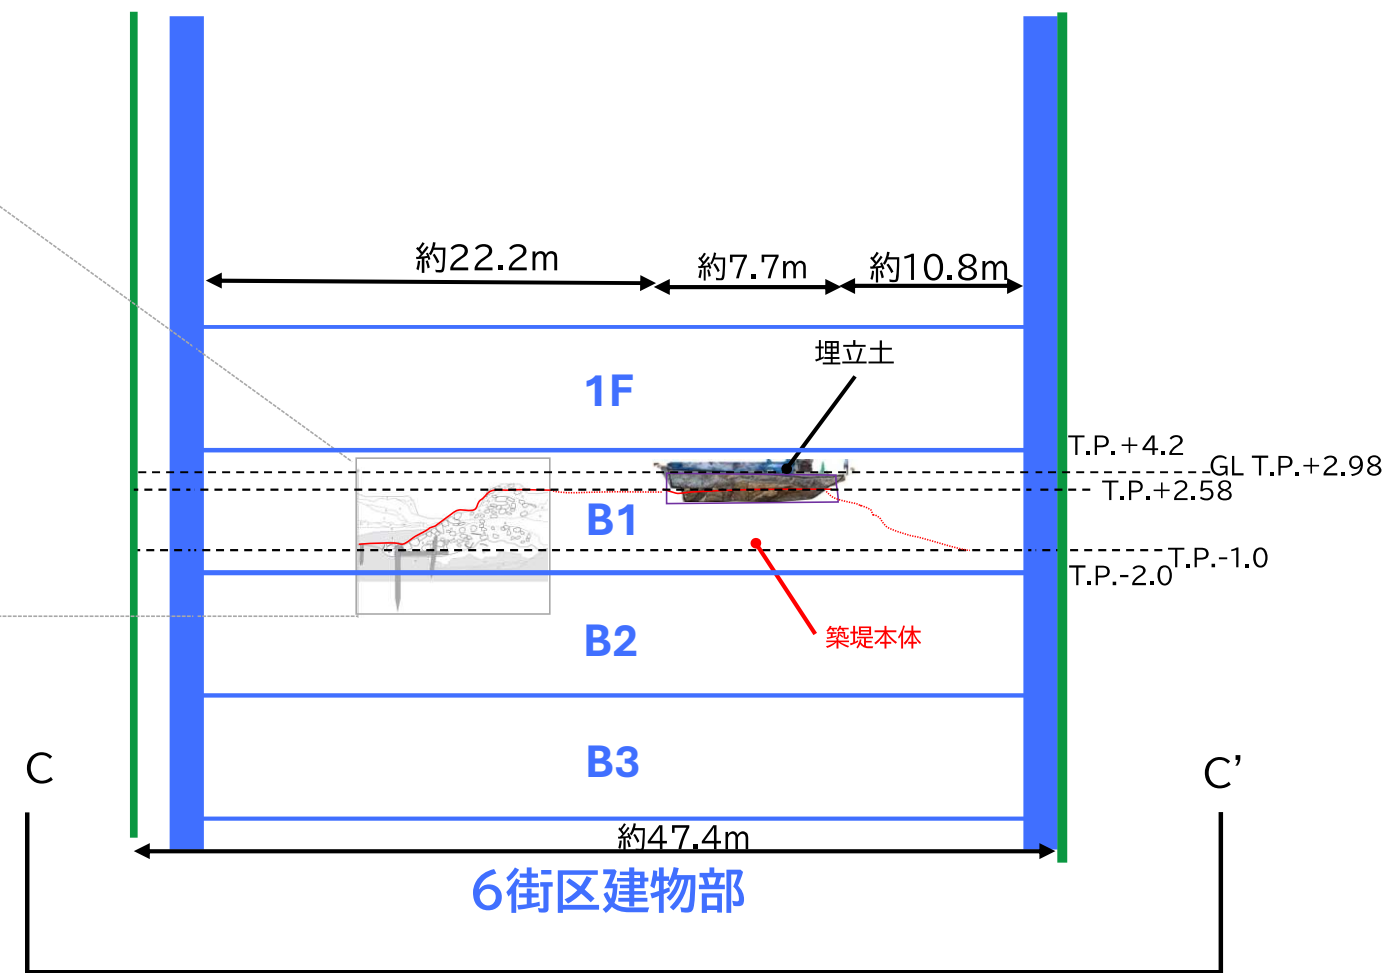 約22.2m
約7.7m
約10.8m
埋立土
1F
T.P.+4.2
GL T.P.+2.98
T.P.+2.58
B1
T.P.-1.0
T.P.-2.0
築堤本体
B2
B3
C
C’
約47.4m
6街区建物部